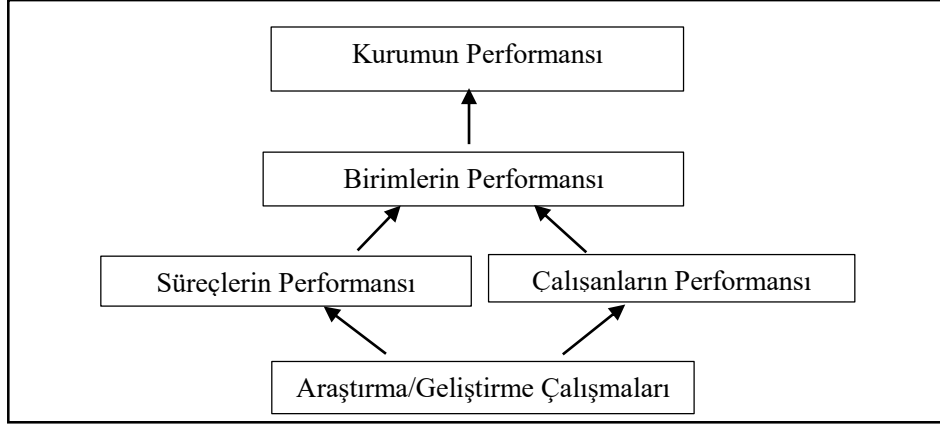 Kurumun Performansı
Birimlerin Performansı
Süreçlerin Performansı
Çalışanların Performansı
Araştırma/Geliştirme Çalışmaları